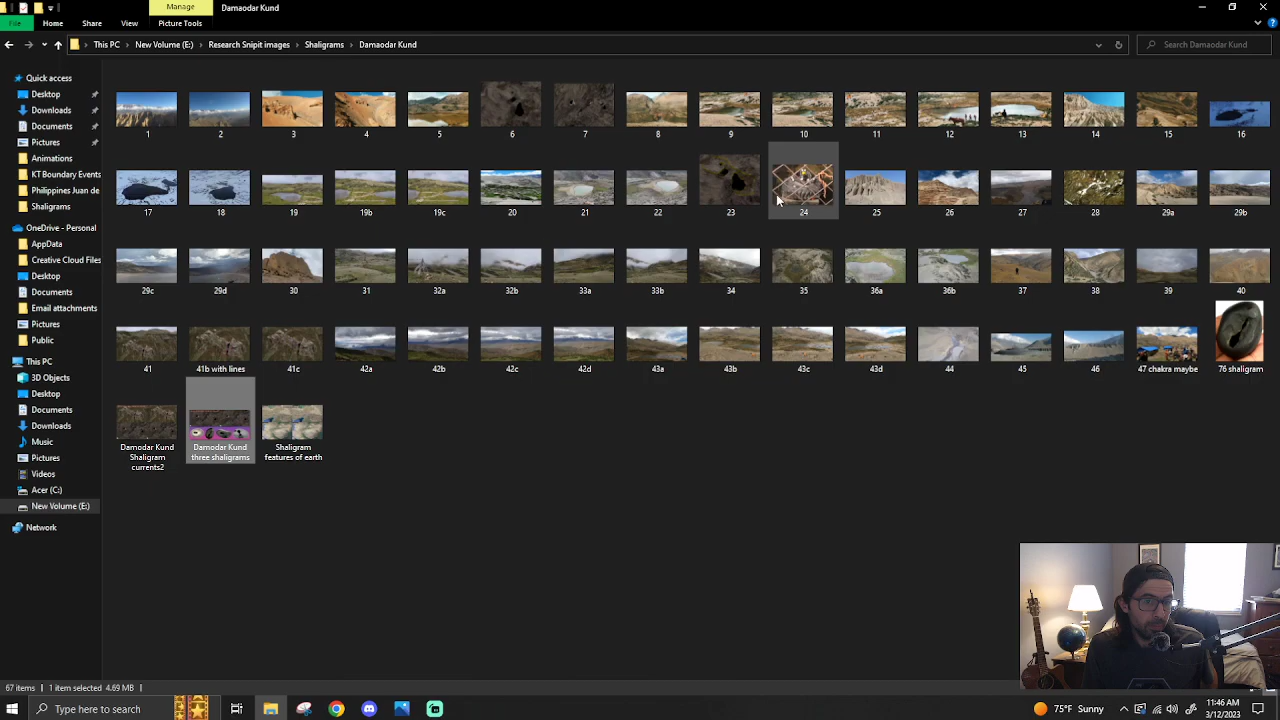 Manage
Damaodar Kund
File
Home
Share
View
Picture Tools
This PC
New Volume (E:)
Research Snipit images
Shaligrams
Damaodar Kund
Search Damaodar Kund
Quick access
Desktop
Downloads
Documents
Pictures
Animations
KT Boundary Events
Philippines Juan de
Shaligrams
OneDrive - Personal
AppData
Creative Cloud Files
Desktop
Documents
Email attachments
Pictures
Public
This PC
3D Objects
Desktop
Documents
Downloads
Music
Pictures
Videos
Acer (C:)
New Volume (E:)
Network
1 2 3 4 5 6 7 8 9 10 11 12 13 14 15 16
17 18 19 19b 19c 20 21 22 23 24 25 26 27 28 29a 29b
29c 29d 30 31 32a 32b 33a 33b 34 35 36a 36b 37 38 39 40
41 41b with lines 41c 42a 42b 42c 42d 43a 43b 43c 43d 44 45 46 47 chakra maybe 76 shaligram
Damodar Kund
Shaligram
currents2
Damodar Kund
three shaligrams
Shaligram
features of earth
67 items
1 item selected 4.69 MB
Type here to search
75°F Sunny
11:46 AM
3/12/2023